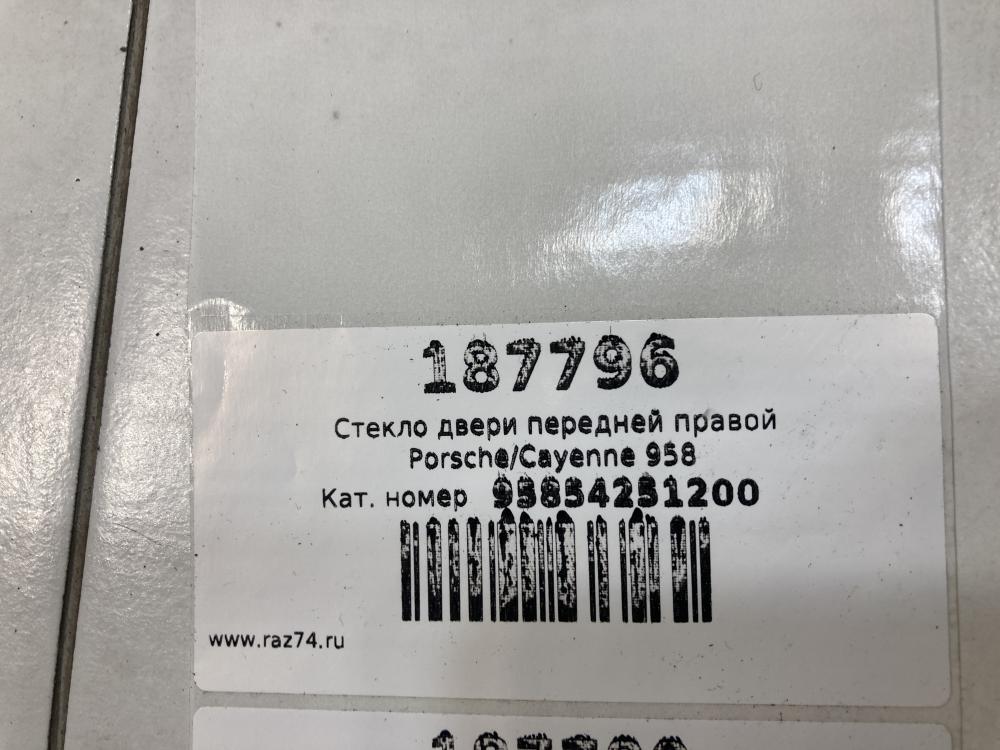 187796
Стекло двери передней правой
Porsche/Cayenne 958
Кат. номер 95854251200
www.raz74.ru